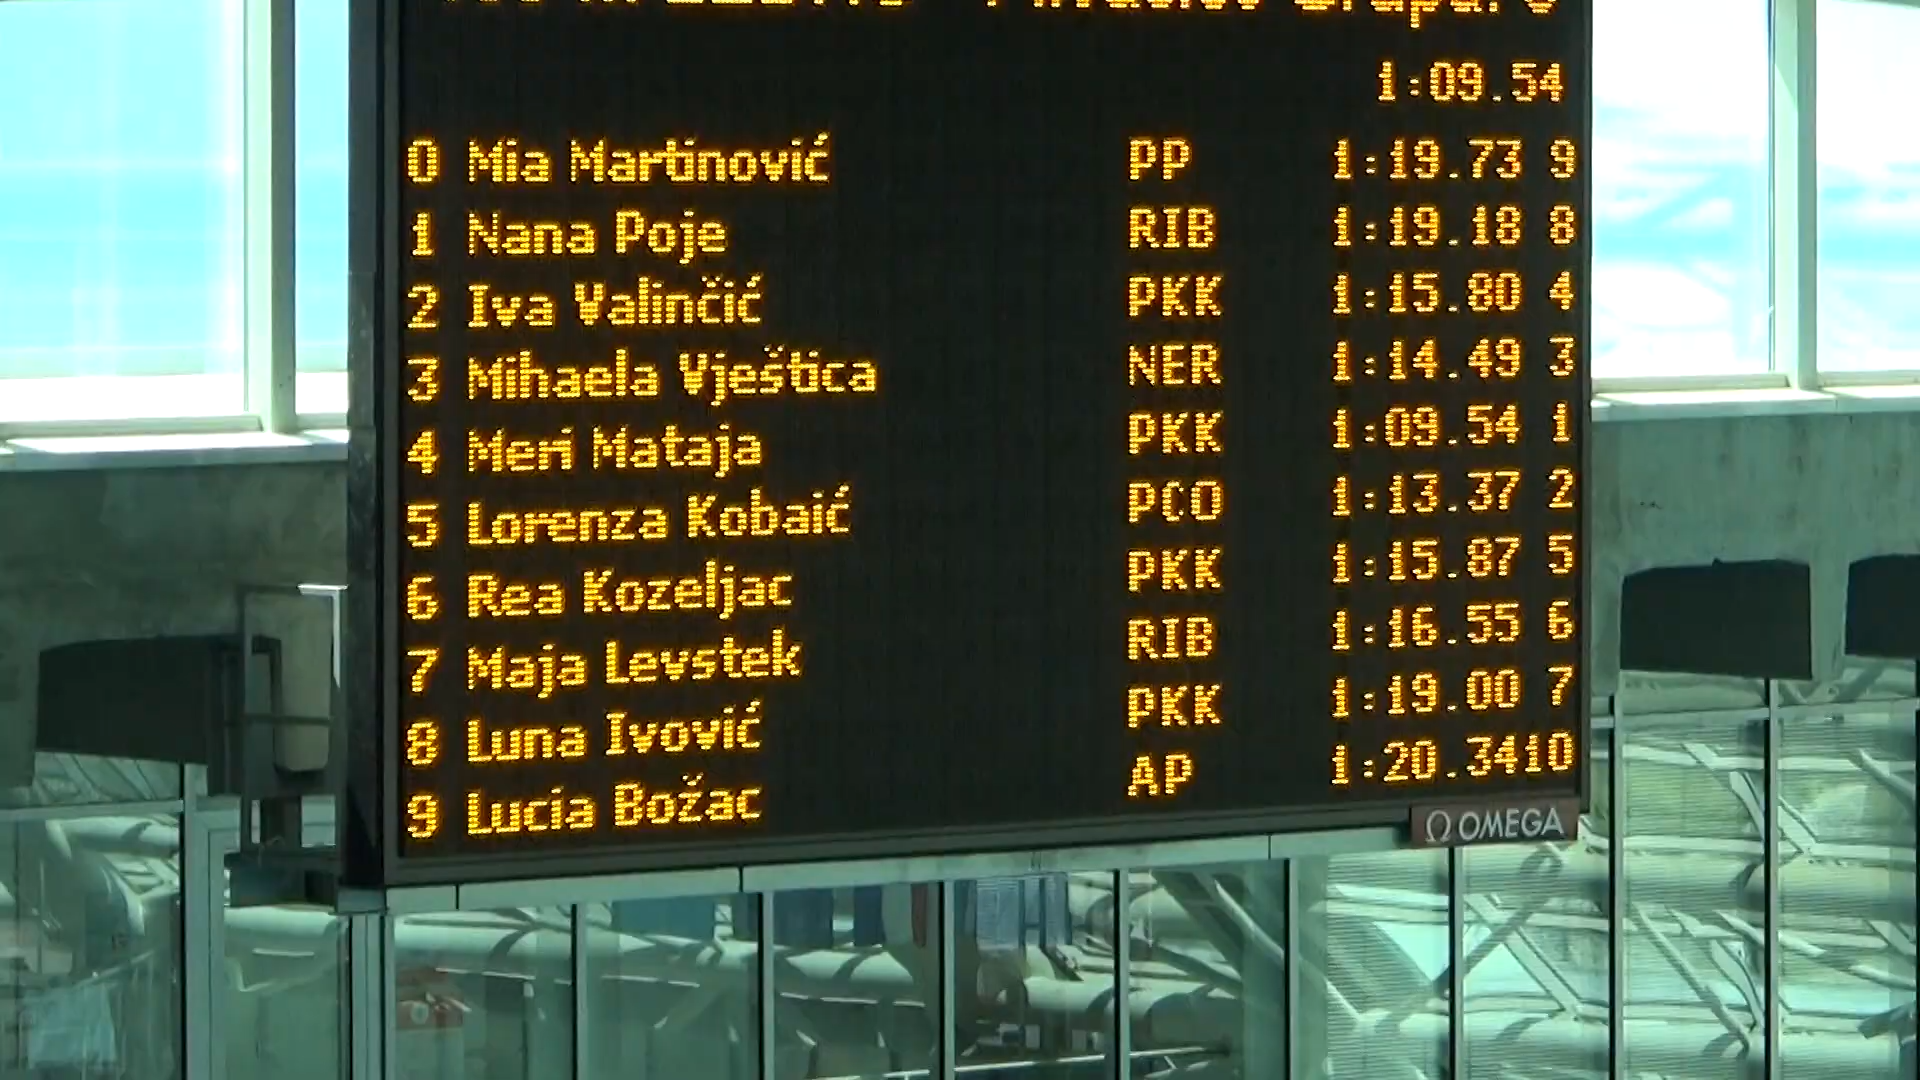 1:09.54
0 Mia Martinović PP 1:19.73 9
1 Nana Poje RIB 1:19.18 8
2 Iva Valinčić PKK 1:15.80 4
3 Mihaela Vještica NER 1:14.49 3
4 Meri Mataja PKK 1:09.54 1
5 Lorenza Kobaić PCO 1:13.37 2
6 Rea Kozeljac PKK 1:15.87 5
7 Maja Levstek RIB 1:16.55 6
8 Luna Ivović PKK 1:19.00 7
9 Lucia Božac AP 1:20.3410
Ω OMEGA